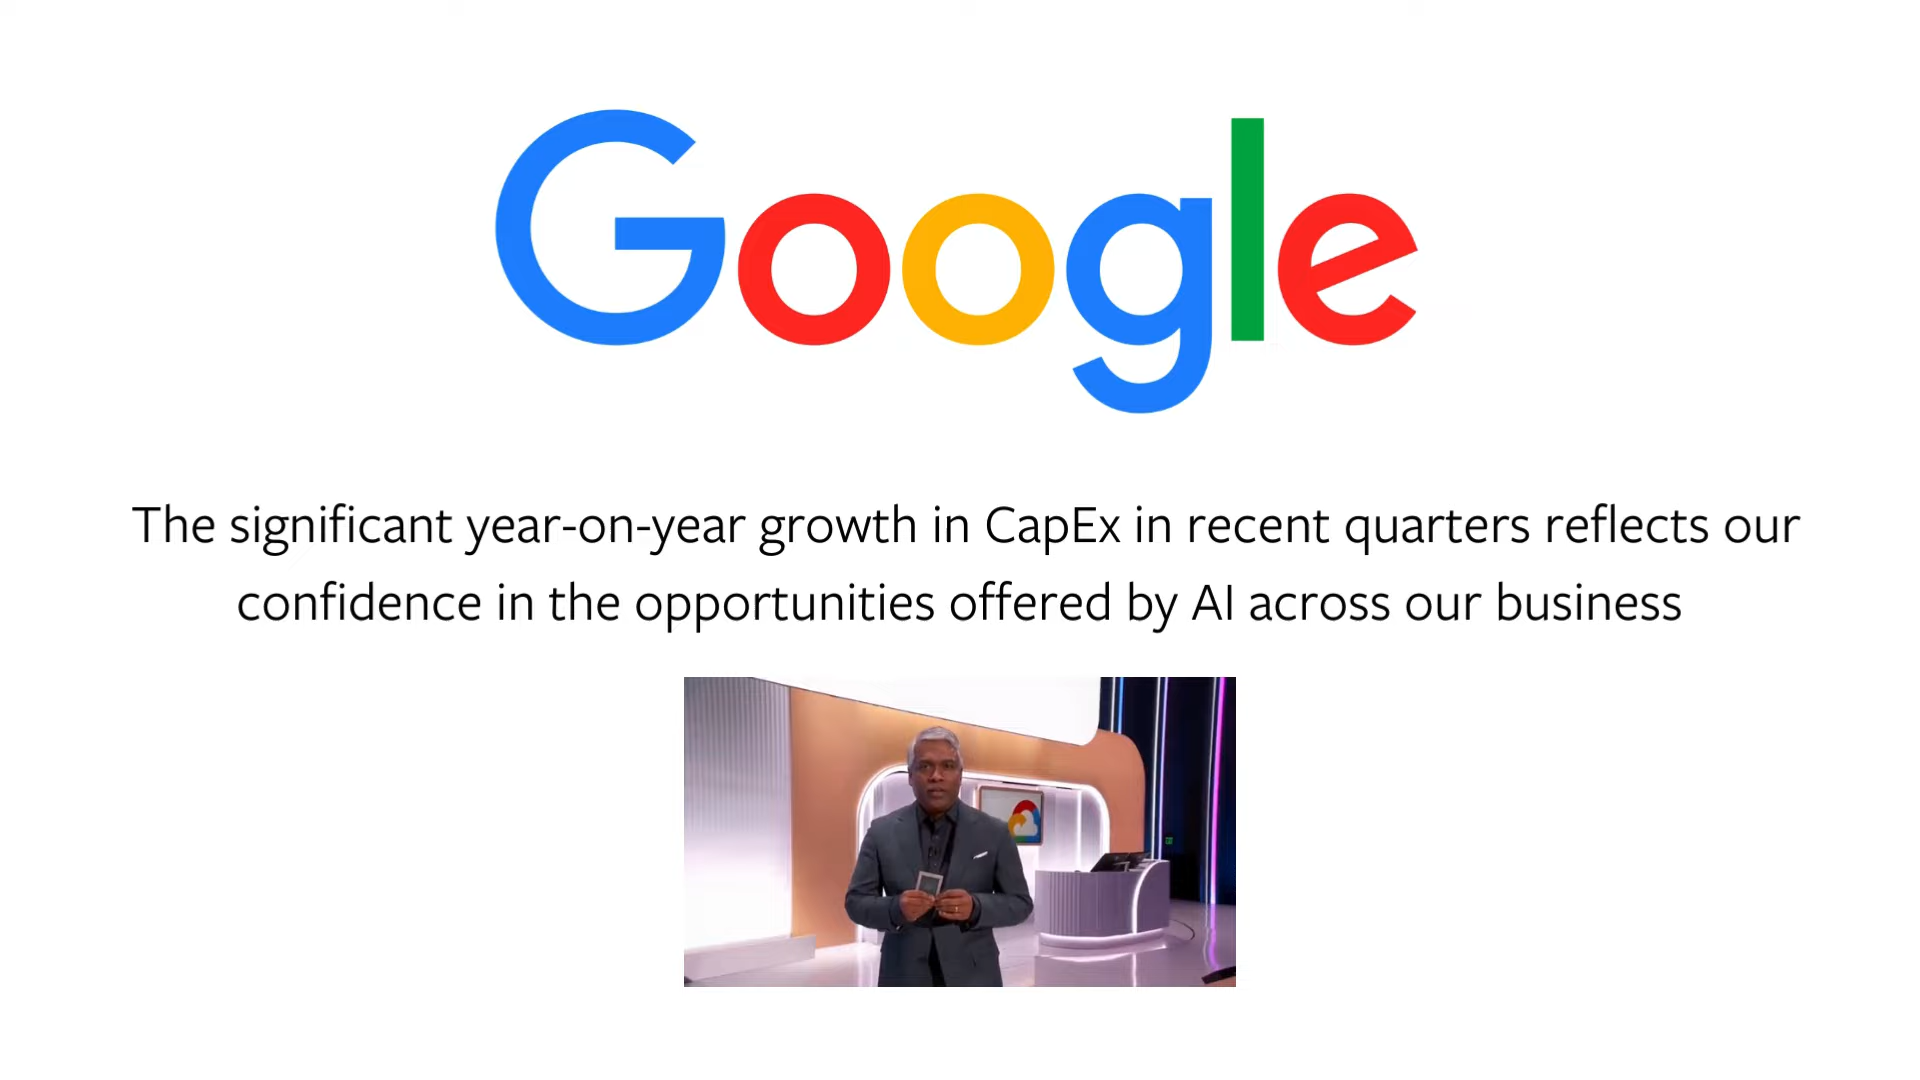 Google
The significant year-on-year growth in CapEx in recent quarters reflects our
confidence in the opportunities offered by AI across our business